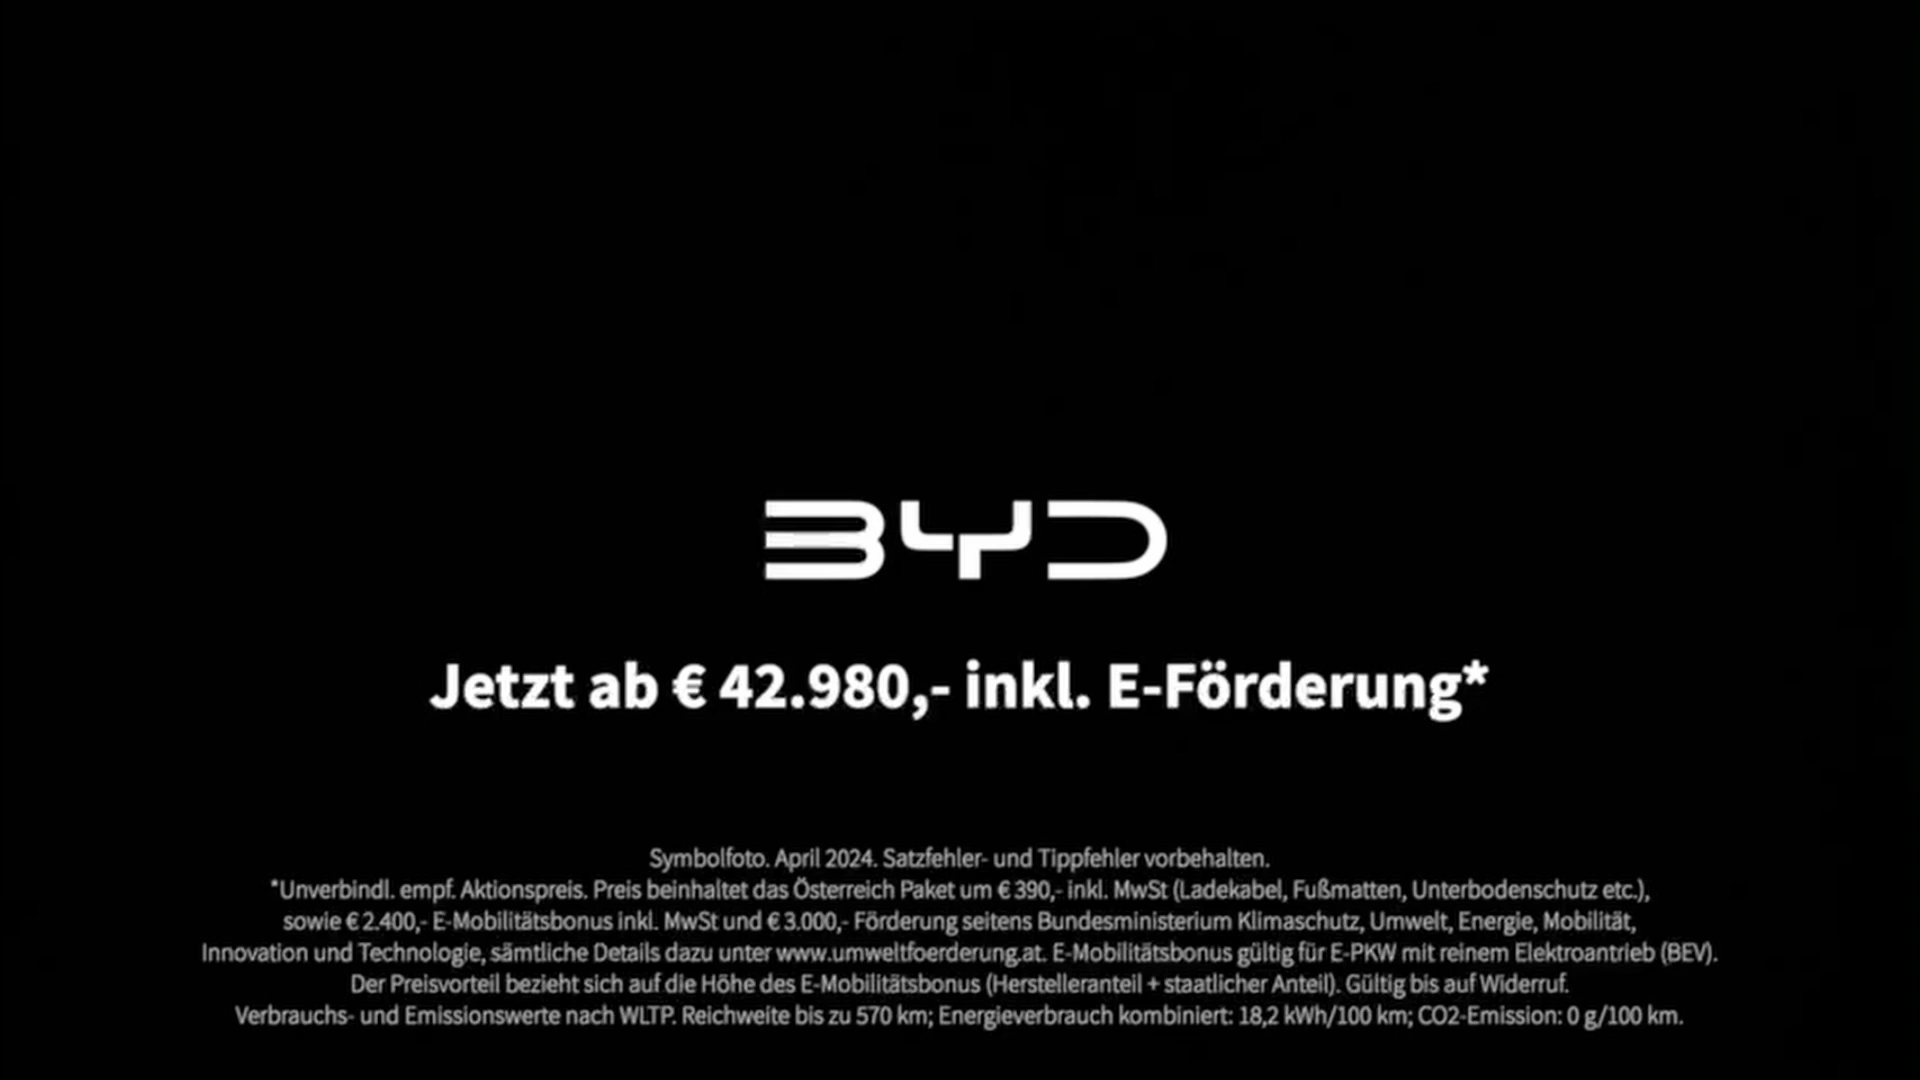 BYD
Jetzt ab € 42.980,- inkl. E-Förderung*
Symbolfoto. April 2024. Satzfehler- und Tippfehler vorbehalten.
*Unverbindl. empf. Aktionspreis. Preis beinhaltet das Österreich Paket um € 390,- inkl. MwSt (Ladekabel, Fußmatten, Unterbodenschutz etc.),
sowie € 2.400,- E-Mobilitätsbonus inkl. MwSt und € 3.000,- Förderung seitens Bundesministerium Klimaschutz, Umwelt, Energie, Mobilität,
Innovation und Technologie, sämtliche Details dazu unter www.umweltfoerderung.at. E-Mobilitätsbonus gültig für E-PKW mit reinem Elektroantrieb (BEV).
Der Preisvorteil bezieht sich auf die Höhe des E-Mobilitätsbonus (Herstelleranteil + staatlicher Anteil). Gültig bis auf Widerruf.
Verbrauchs- und Emissionswerte nach WLTP. Reichweite bis zu 570 km; Energieverbrauch kombiniert: 18,2 kWh/100 km; CO2-Emission: 0 g/100 km.